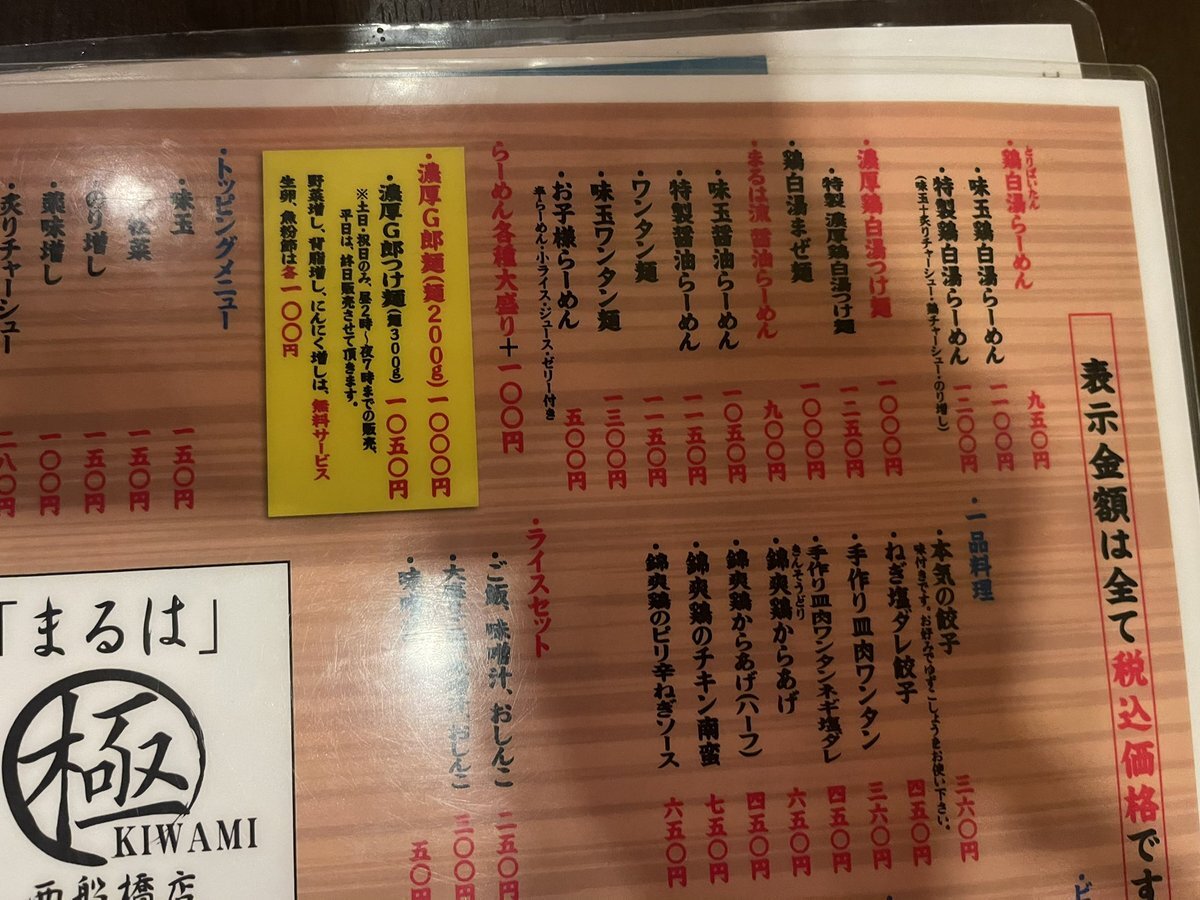 表示金額は全て税込価格です
とりぱいたん
・鶏白湯らーめん 九五〇円
・味玉鶏白湯らーめん 一一〇〇円
・特製鶏白湯らーめん 一二〇〇円
(味玉+炙りチャーシュー・鶏チャーシュー・のり増し)
・濃厚鶏白湯つけ麺 一〇〇〇円
・特製濃厚鶏白湯つけ麺 一二五〇円
・鶏白湯まぜ麺 一〇〇〇円
・まるは流 醤油らーめん 九〇〇円
・味玉醤油らーめん 一〇五〇円
・特製醤油らーめん 一一五〇円
・ワンタン麺 一一五〇円
・味玉ワンタン麺 一三〇〇円
・お子様らーめん 五〇〇円
半らーめん・小ライス・ジュース・ゼリー付き
らーめん各種大盛り+一〇〇円
・濃厚G郎麺(麺200g) 一〇〇〇円
・濃厚G郎つけ麺(麺300g) 一〇五〇円
※土日・祝日のみ、昼2時〜夜7時までの販売、
平日は、終日販売させて頂きます。
野菜増し、背脂増し、にんにく増しは、無料サービス
生卵、魚粉節は各一〇〇円
・トッピングメニュー
・味玉 一五〇円
菜 一五〇円
のり増し 一五〇円
・薬味増し 一〇〇円
・炙りチャーシュー 二八〇円
・一品料理
・本気の餃子 三六〇円
味付きです。お好みでゆずこしょうをお使い下さい。
・ねぎ塩ダレ餃子 四五〇円
・手作り皿肉ワンタン 三六〇円
・手作り皿肉ワンタンネギ塩ダレ 四五〇円
きんそうどり
・錦爽鶏からあげ 六五〇円
・錦爽鶏からあげ(ハーフ) 四五〇円
・錦爽鶏のチキン南蛮 七五〇円
・錦爽鶏のピリ辛ねぎソース 六五〇円
・ライスセット
・ご飯、味噌汁、おしんこ 二五〇円
・大 おしんこ 三〇〇円
・味 五〇円
「まるは」
極
KIWAMI
西船橋店